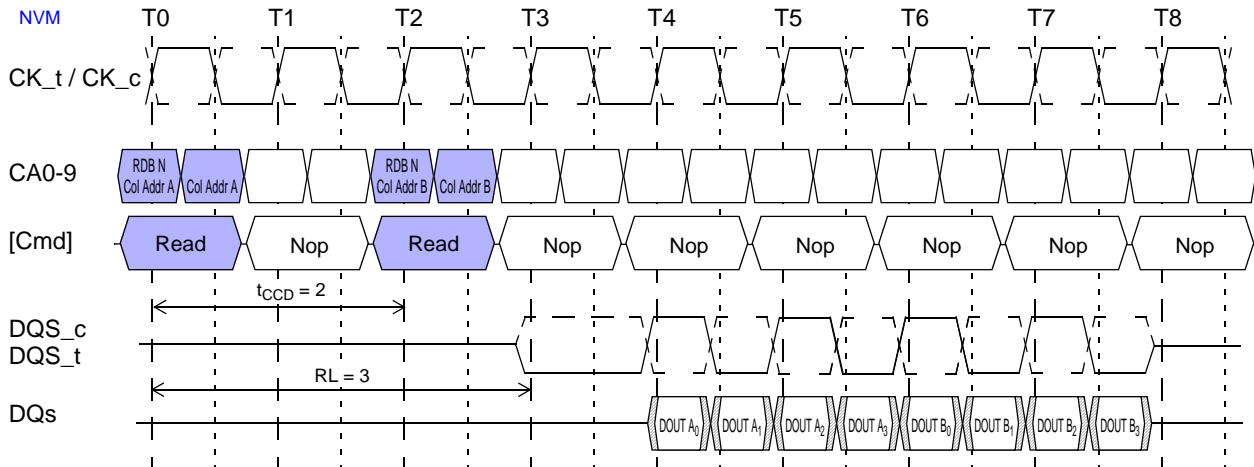 NVM T0 T1 T2 T3 T4 T5 T6 T7 T8
CK_t / CK_c
CA0-9
RDB N
Col Addr A
Col Addr A
RDB N
Col Addr B
Col Addr B
[Cmd] Read Nop Read Nop Nop Nop Nop Nop Nop
tCCD = 2
DQS_c
DQS_t
RL = 3
DQs DOUT A0 DOUT A1 DOUT A2 DOUT A3 DOUT B0 DOUT B1 DOUT B2 DOUT B3